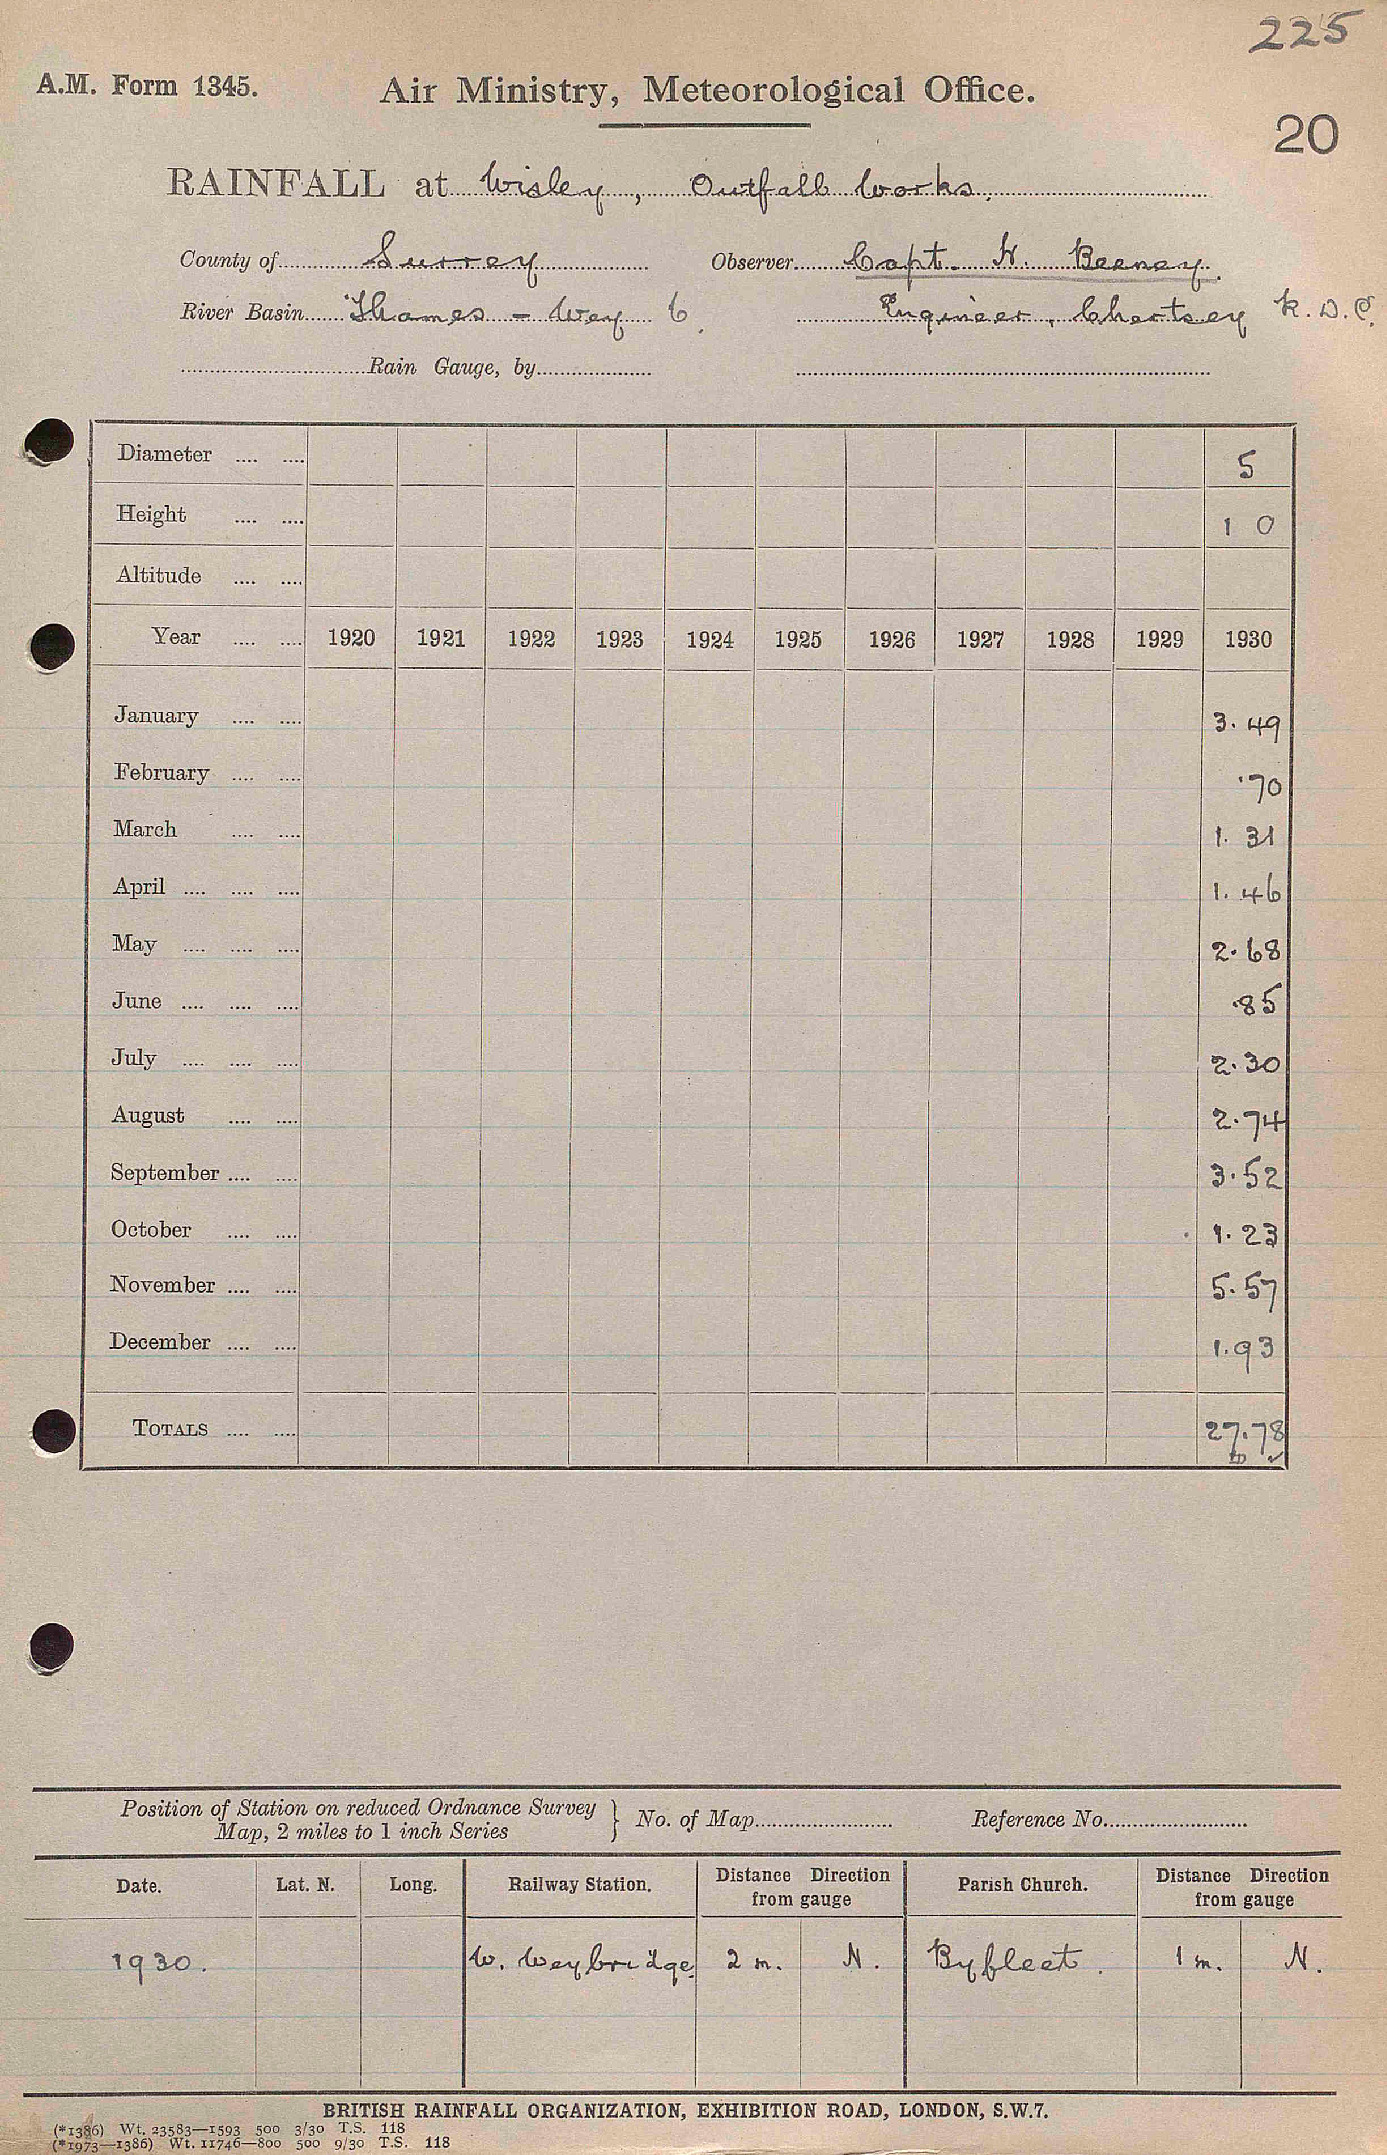 225
A.M. Form 1345.
Air Ministry, Meteorological Office.
20
RAINFALL at Wisley, Outfall Works.
County of Surrey Observer Capt. H. Beeney.
River Basin Thames - Wey 6. Engineer, Chertsey R.D.C.
Rain Gauge, by
Diameter .... .... 5
Height .... .... 1 0
Altitude .... ....
Year .... .... 1920 1921 1922 1923 1924 1925 1926 1927 1928 1929 1930
January .... .... 3.49
February .... .... .70
March .... .... 1.31
April .... .... .... 1.46
May .... .... .... 2.68
June .... .... .... .85
July .... .... .... 2.30
August .... .... 2.74
September .... .... 3.52
October .... .... 1.23
November .... .... 5.57
December .... .... 1.93
TOTALS .... .... 27.78
Position of Station on reduced Ordnance Survey
Map, 2 miles to 1 inch Series } No. of Map Reference No.
Date. Lat. N. Long. Railway Station. Distance Direction from gauge Parish Church. Distance Direction from gauge
1930. W. Weybridge 2 m. N. Byfleet. 1 m. N.
BRITISH RAINFALL ORGANIZATION, EXHIBITION ROAD, LONDON, S.W.7.
(*1386) Wt. 23583—1593 500 3/30 T.S. 118
(*1973—1386) Wt. 11746—800 500 9/30 T.S. 118